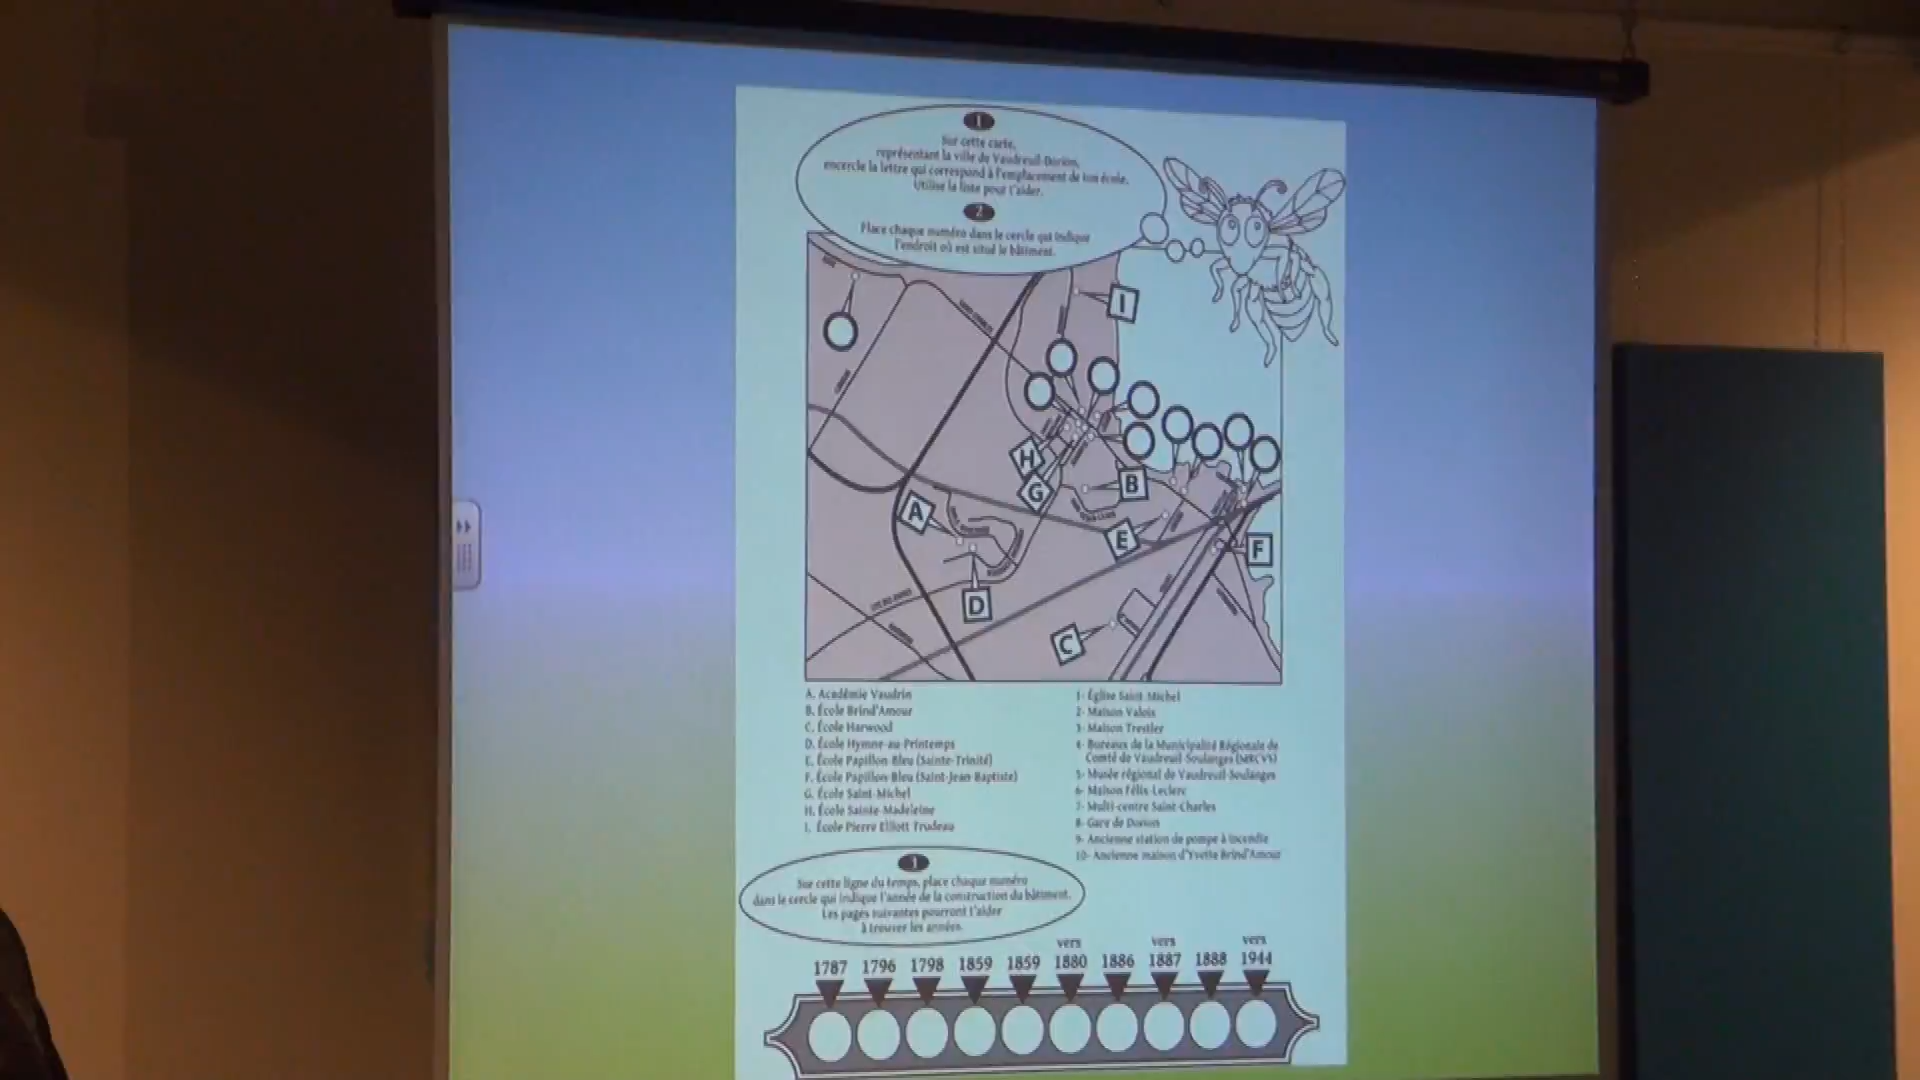 1
Sur cette carte,
représentant la ville de Vaudreuil-Dorion,
encercle la lettre qui correspond à l'emplacement de ton école.
Utilise la liste pour t'aider.
2
Place chaque numéro dans le cercle qui indique
l'endroit où est situé le bâtiment.
I
H
G
B
A
E
F
D
C
A. Académie Vaudrin
B. École Brind'Amour
C. École Harwood
D. École Hymne-au-Printemps
E. École Papillon-Bleu (Sainte-Trinité)
F. École Papillon-Bleu (Saint-Jean-Baptiste)
G. École Saint-Michel
H. École Sainte-Madeleine
I. École Pierre Elliott Trudeau
1- Église Saint-Michel
2- Maison Valois
3- Maison Trestler
4- Bureaux de la Municipalité Régionale de
Comté de Vaudreuil-Soulanges (MRCVS)
5- Musée régional de Vaudreuil-Soulanges
6- Maison Félix-Leclerc
7- Multi-centre Saint-Charles
8- Gare de Dorion
9- Ancienne station de pompe à incendie
10- Ancienne maison d'Yvette Brind'Amour
3
Sur cette ligne du temps, place chaque numéro
dans le cercle qui indique l'année de la construction du bâtiment.
Les pages suivantes pourront t'aider
à trouver les années.
1787 1796 1798 1859 1859 vers 1880 1886 vers 1887 1888 vers 1944